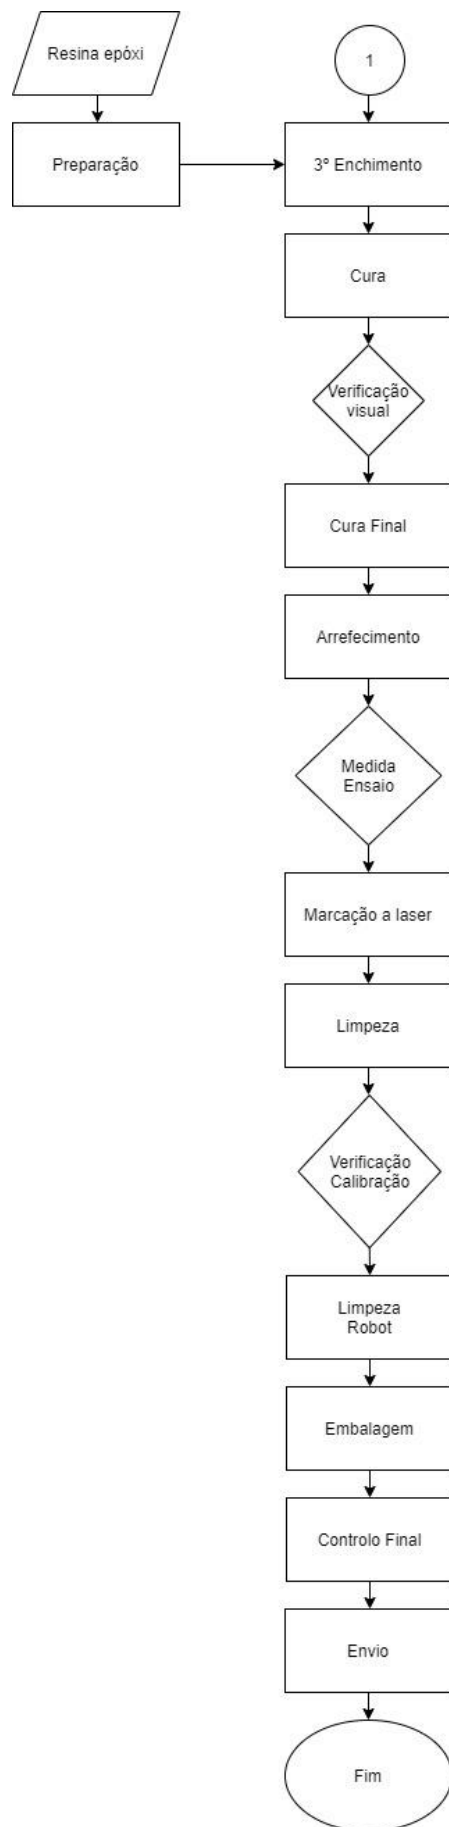 Resina epóxi
1
Preparação
3º Enchimento
Cura
Verificação
visual
Cura Final
Arrefecimento
Medida
Ensaio
Marcação a laser
Limpeza
Verificação
Calibração
Limpeza
Robot
Embalagem
Controlo Final
Envio
Fim